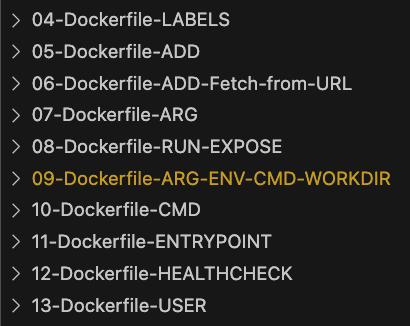 04-Dockerfile-LABELS
05-Dockerfile-ADD
06-Dockerfile-ADD-Fetch-from-URL
07-Dockerfile-ARG
08-Dockerfile-RUN-EXPOSE
09-Dockerfile-ARG-ENV-CMD-WORKDIR
10-Dockerfile-CMD
11-Dockerfile-ENTRYPOINT
12-Dockerfile-HEALTHCHECK
13-Dockerfile-USER